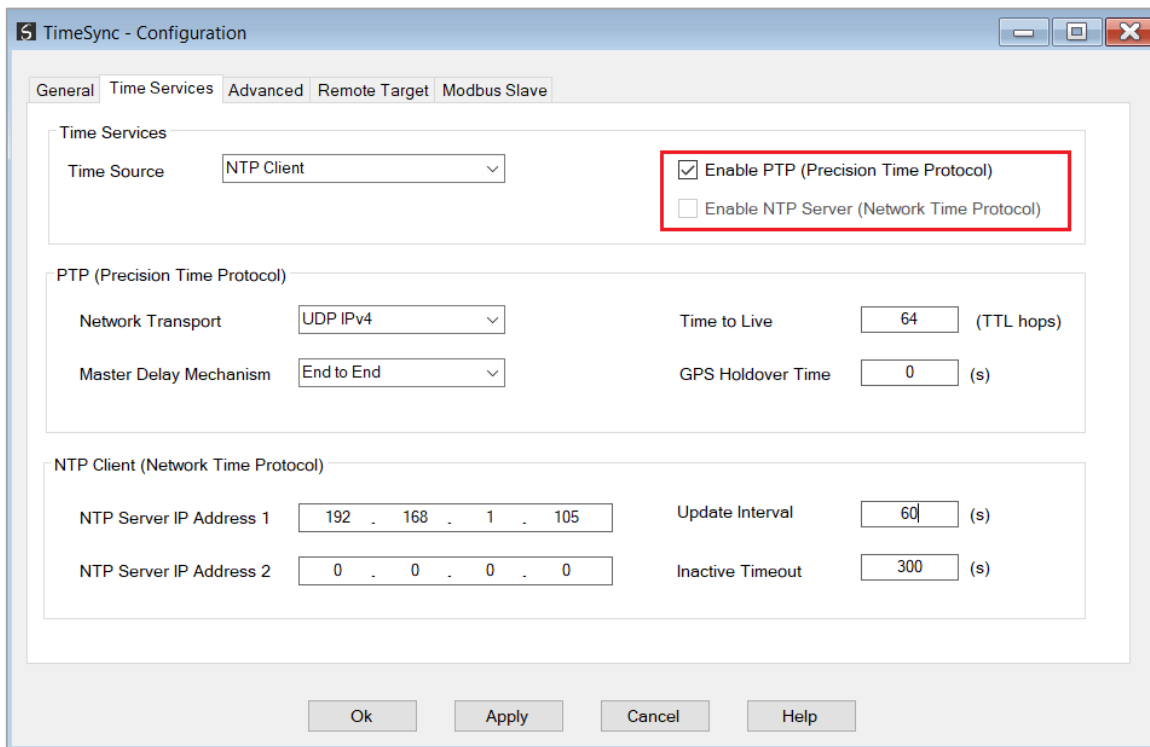 TimeSync - Configuration
General Time Services Advanced Remote Target Modbus Slave
Time Services
Time Source NTP Client Enable PTP (Precision Time Protocol)
Enable NTP Server (Network Time Protocol)
PTP (Precision Time Protocol)
Network Transport UDP IPv4 Time to Live 64 (TTL hops)
Master Delay Mechanism End to End GPS Holdover Time 0 (s)
NTP Client (Network Time Protocol)
NTP Server IP Address 1 192 . 168 . 1 . 105 Update Interval 60 (s)
NTP Server IP Address 2 0 . 0 . 0 . 0 Inactive Timeout 300 (s)
Ok Apply Cancel Help